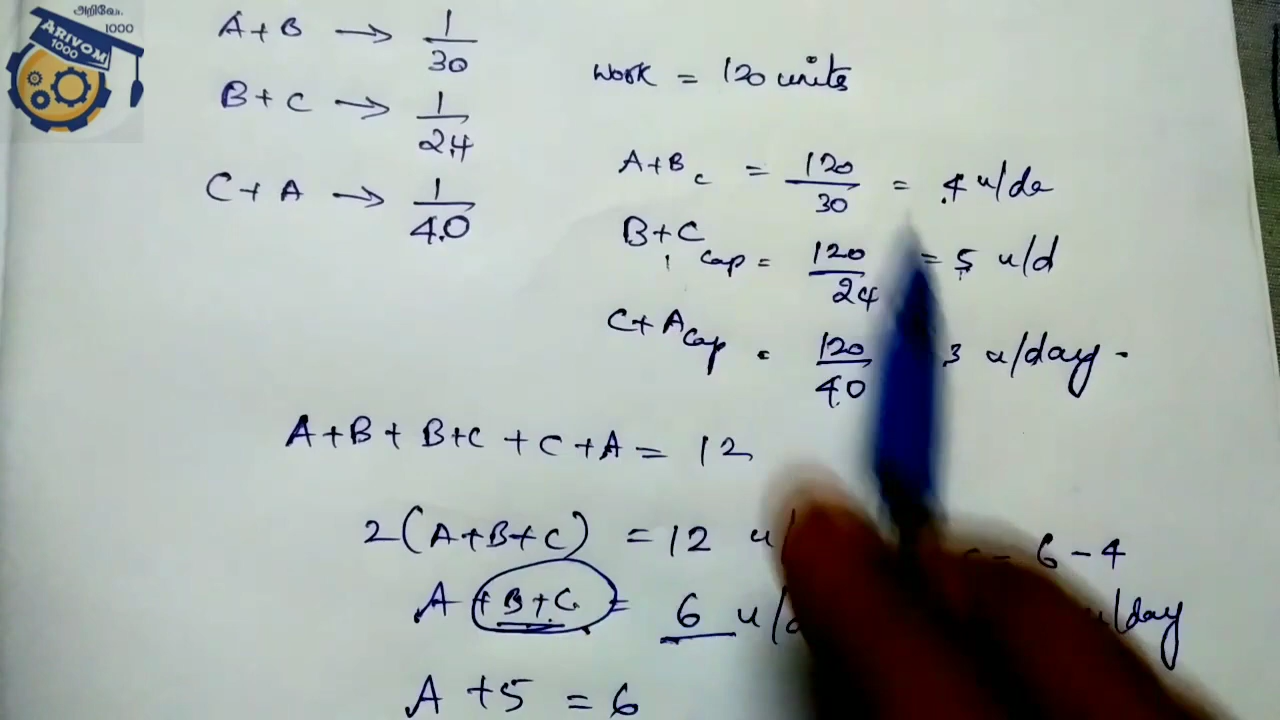 அறிவோம்
1000
ARIVOM
1000
A+B → 1/30
B+C → 1/24
C+A → 1/40
work = 120 units
A+B c = 120/30 = 4 u/da
B+C cap = 120/24 = 5 u/d
C+A cap = 120/40 3 u/day
A+B+B+C+C+A = 12
2(A+B+C) = 12 u/
= 6-4
A+B+C = 6 u/d
u/day
A+5 = 6